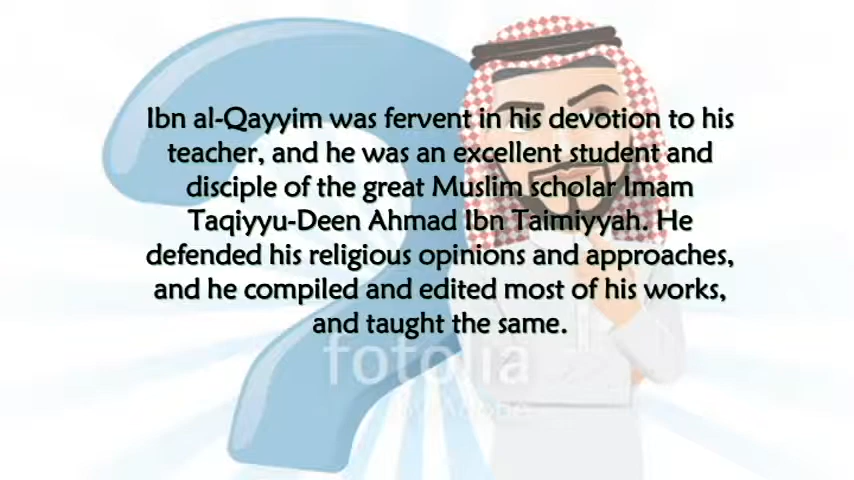 Ibn al-Qayyim was fervent in his devotion to his
teacher, and he was an excellent student and
disciple of the great Muslim scholar Imam
Taqiyyu-Deen Ahmad Ibn Taimiyyah. He
defended his religious opinions and approaches,
and he compiled and edited most of his works,
and taught the same.
fotolia
by Adobe